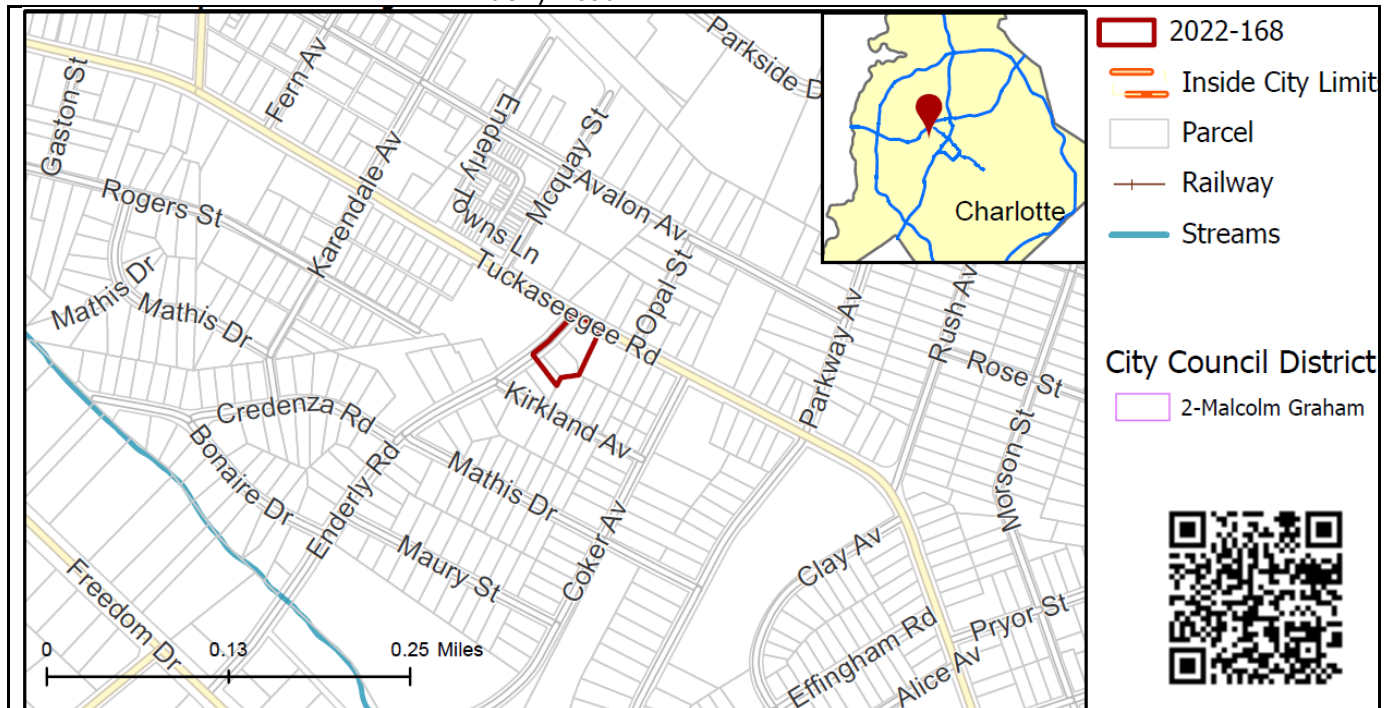 Parkside D
Gaston St
Fern Av
Enderly Towns Ln
Mcquay St
Karendale Av
Rogers St
Avalon Av
Mathis Dr
Mathis Dr
Tuckaseegee Rd
Opal St
Parkway Av
Rush Av
Rose St
Kirkland Av
Credenza Rd
Bonaire Dr
Enderly Rd
Mathis Dr
Morson St
Maury St
Coker Av
Clay Av
Freedom Dr
Effingham Rd
Pryor St
Alice Av
0 0.13 0.25 Miles
Charlotte
2022-168
Inside City Limit
Parcel
Railway
Streams
City Council District
2-Malcolm Graham